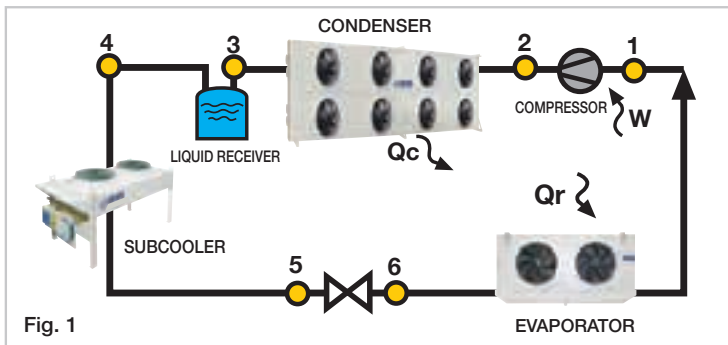 CONDENSER
4
3
2
1
COMPRESSOR
W
LIQUID RECEIVER
Qc
Qr
SUBCOOLER
5
6
Fig. 1
EVAPORATOR